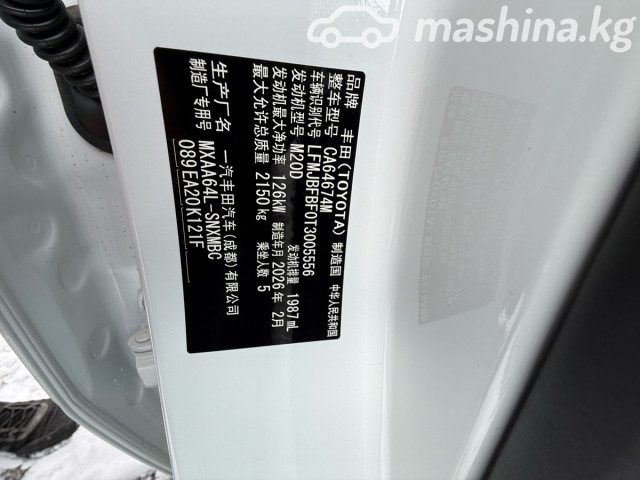 mashina.kg
品牌 丰田(TOYOTA) 制造国 中华人民共和国
整车型号 CA64674M
车辆识别代号 LFMJBFBF0T3005556
发动机型号 M20D 发动机排量 1987mL
发动机最大净功率 126kW 制造年月 2026年 2月
最大允许总质量 2150kg 乘坐人数 5
生产厂名 一汽丰田汽车(成都)有限公司
制造厂专用号 MXAA64L-SNXMBC
089EA20K121F